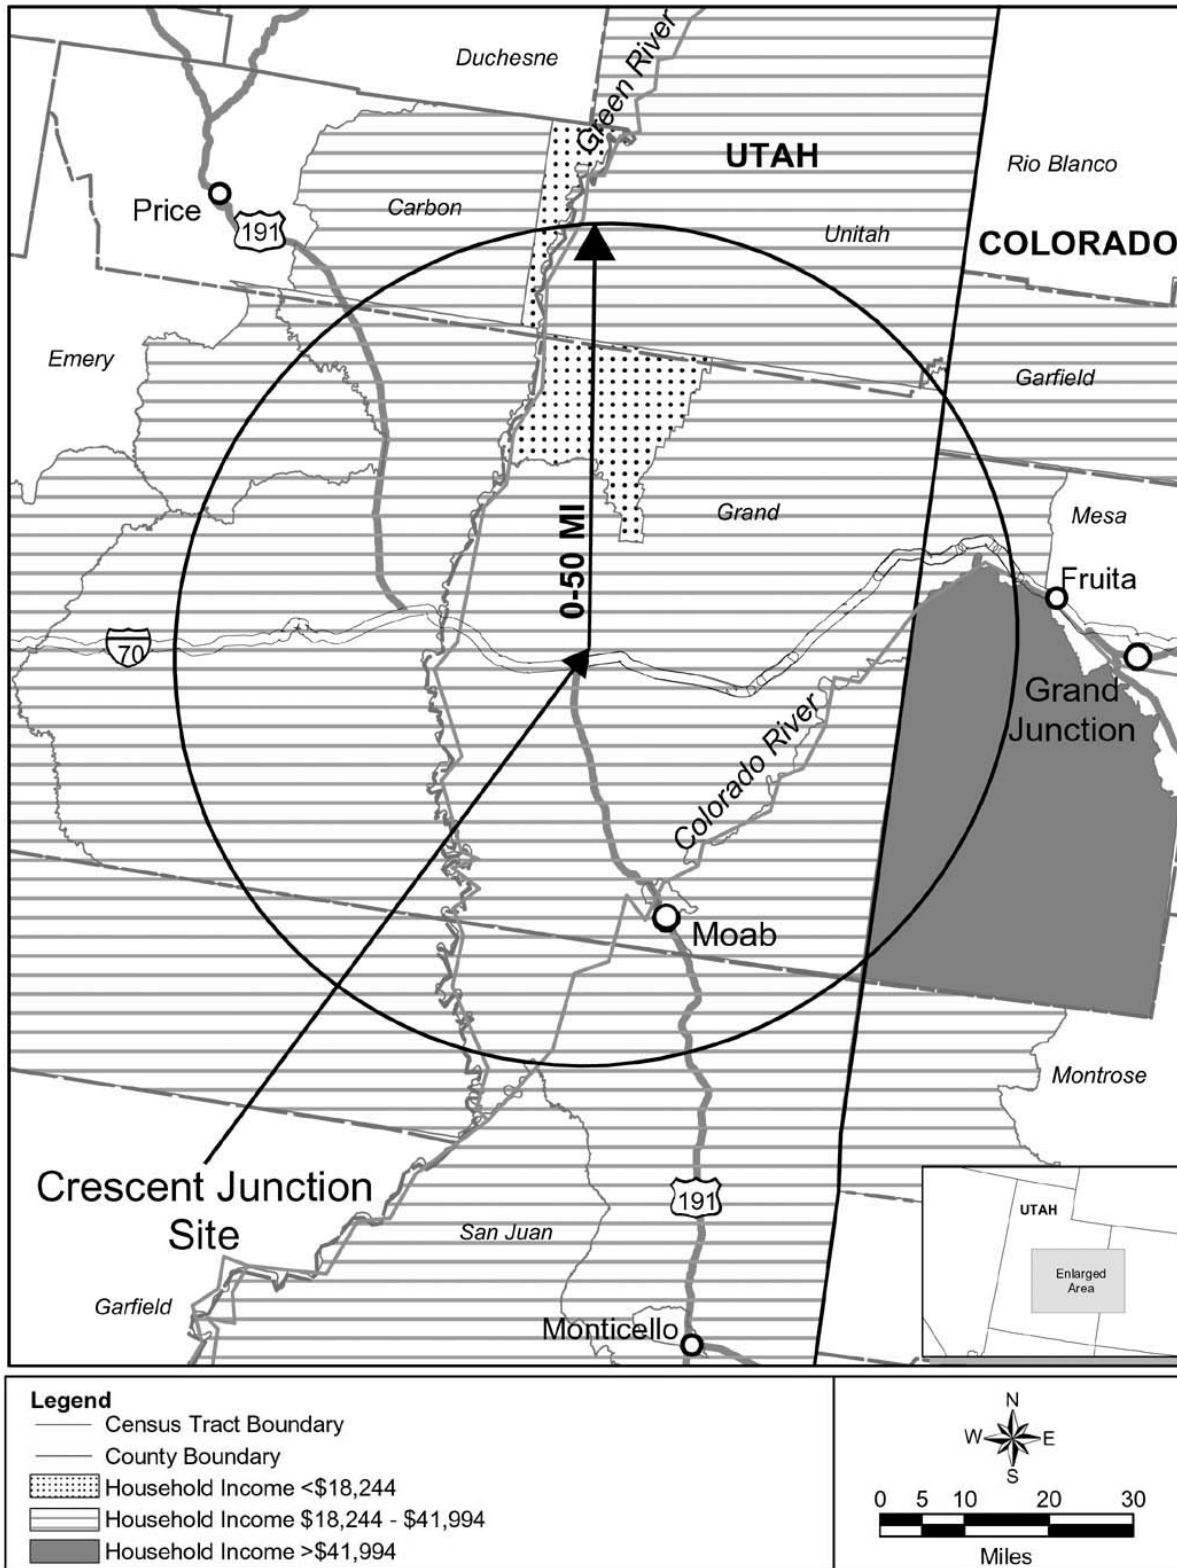 Duchesne
Green River
UTAH
Rio Blanco
Price
191
Carbon
Unitah
COLORADO
Emery
Garfield
0-50 MI
Grand
Mesa
Fruita
70
Grand
Junction
Colorado River
Moab
Montrose
Crescent Junction
Site
191
San Juan
Garfield
Monticello
UTAH
Enlarged
Area
Legend
Census Tract Boundary
County Boundary
Household Income <$18,244
Household Income $18,244 - $41,994
Household Income >$41,994
N
W E
S
0 5 10 20 30
Miles